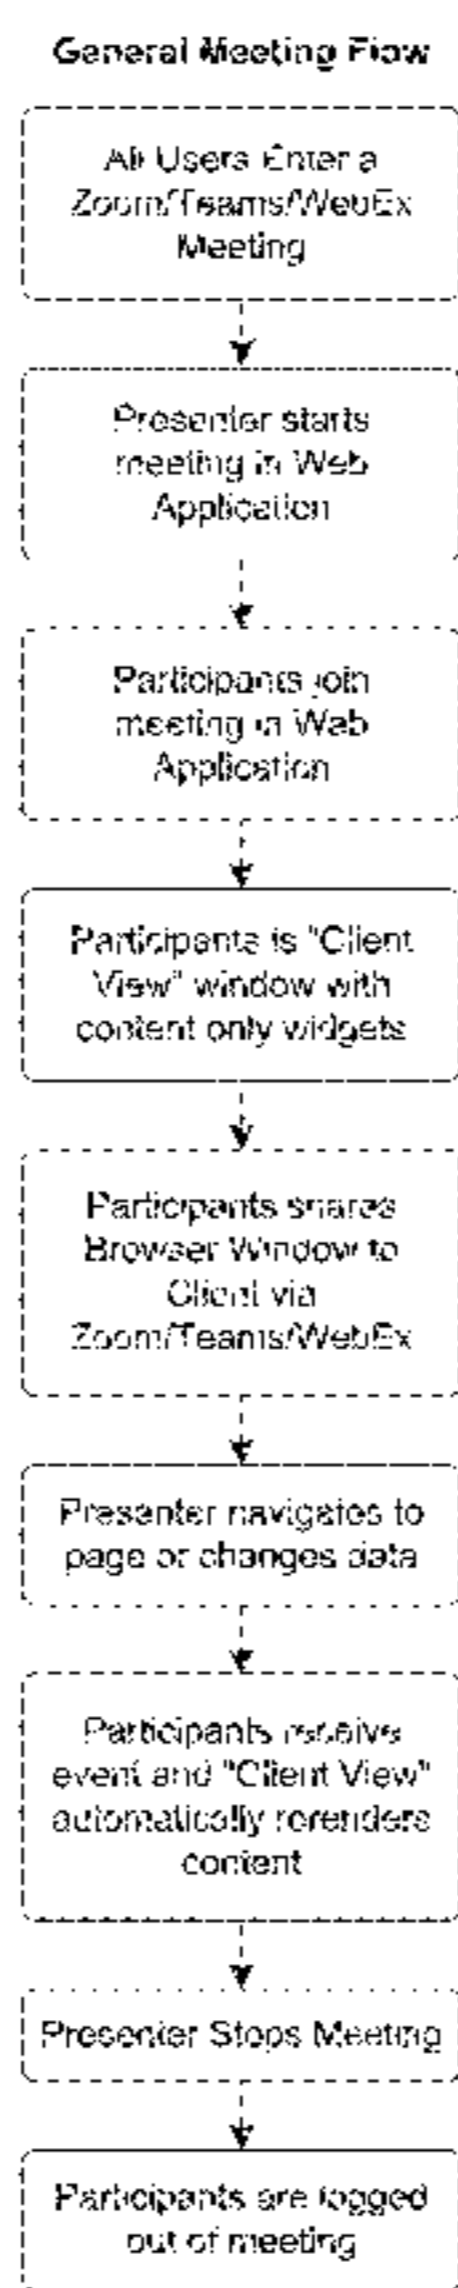 General Meeting Flow
All Users Enter a
Zoom/Teams/WebEx
Meeting
Presenter starts
meeting in Web
Application
Participants join
meeting in Web
Application
Participants is "Client
View" window with
content only widgets
Participants shares
Browser Window to
Client via
Zoom/Teams/WebEx
Presenter navigates to
page or changes data
Participants receive
event and "Client View"
automatically rerenders
content
Presenter Stops Meeting
Participants are logged
out of meeting